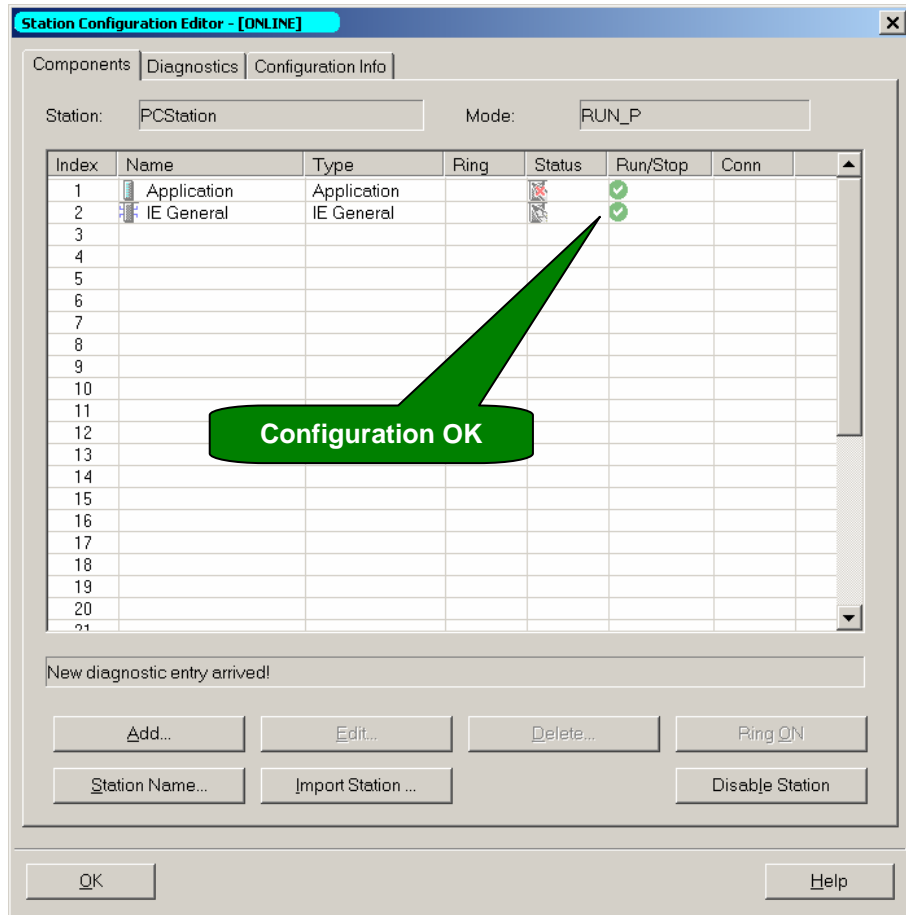 Station Configuration Editor - [ONLINE]
Components Diagnostics Configuration Info
Station: PCStation Mode: RUN_P
Index Name Type Ring Status Run/Stop Conn
1 Application Application
2 IE General IE General
3
4
5
6
7
8
9
10
11
12
13
14
15
16
17
18
19
20
21
Configuration OK
New diagnostic entry arrived!
Add... Edit... Delete... Ring ON
Station Name... Import Station ... Disable Station
OK Help